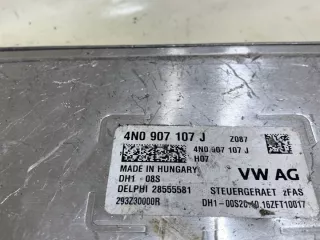 4N0 907 107 J Z087
4N0 907 107 J
H07
MADE IN HUNGARY
DH1 08S
VW AG
DELPHI 28555581 STEUERGERAET zFAS
293Z30000R